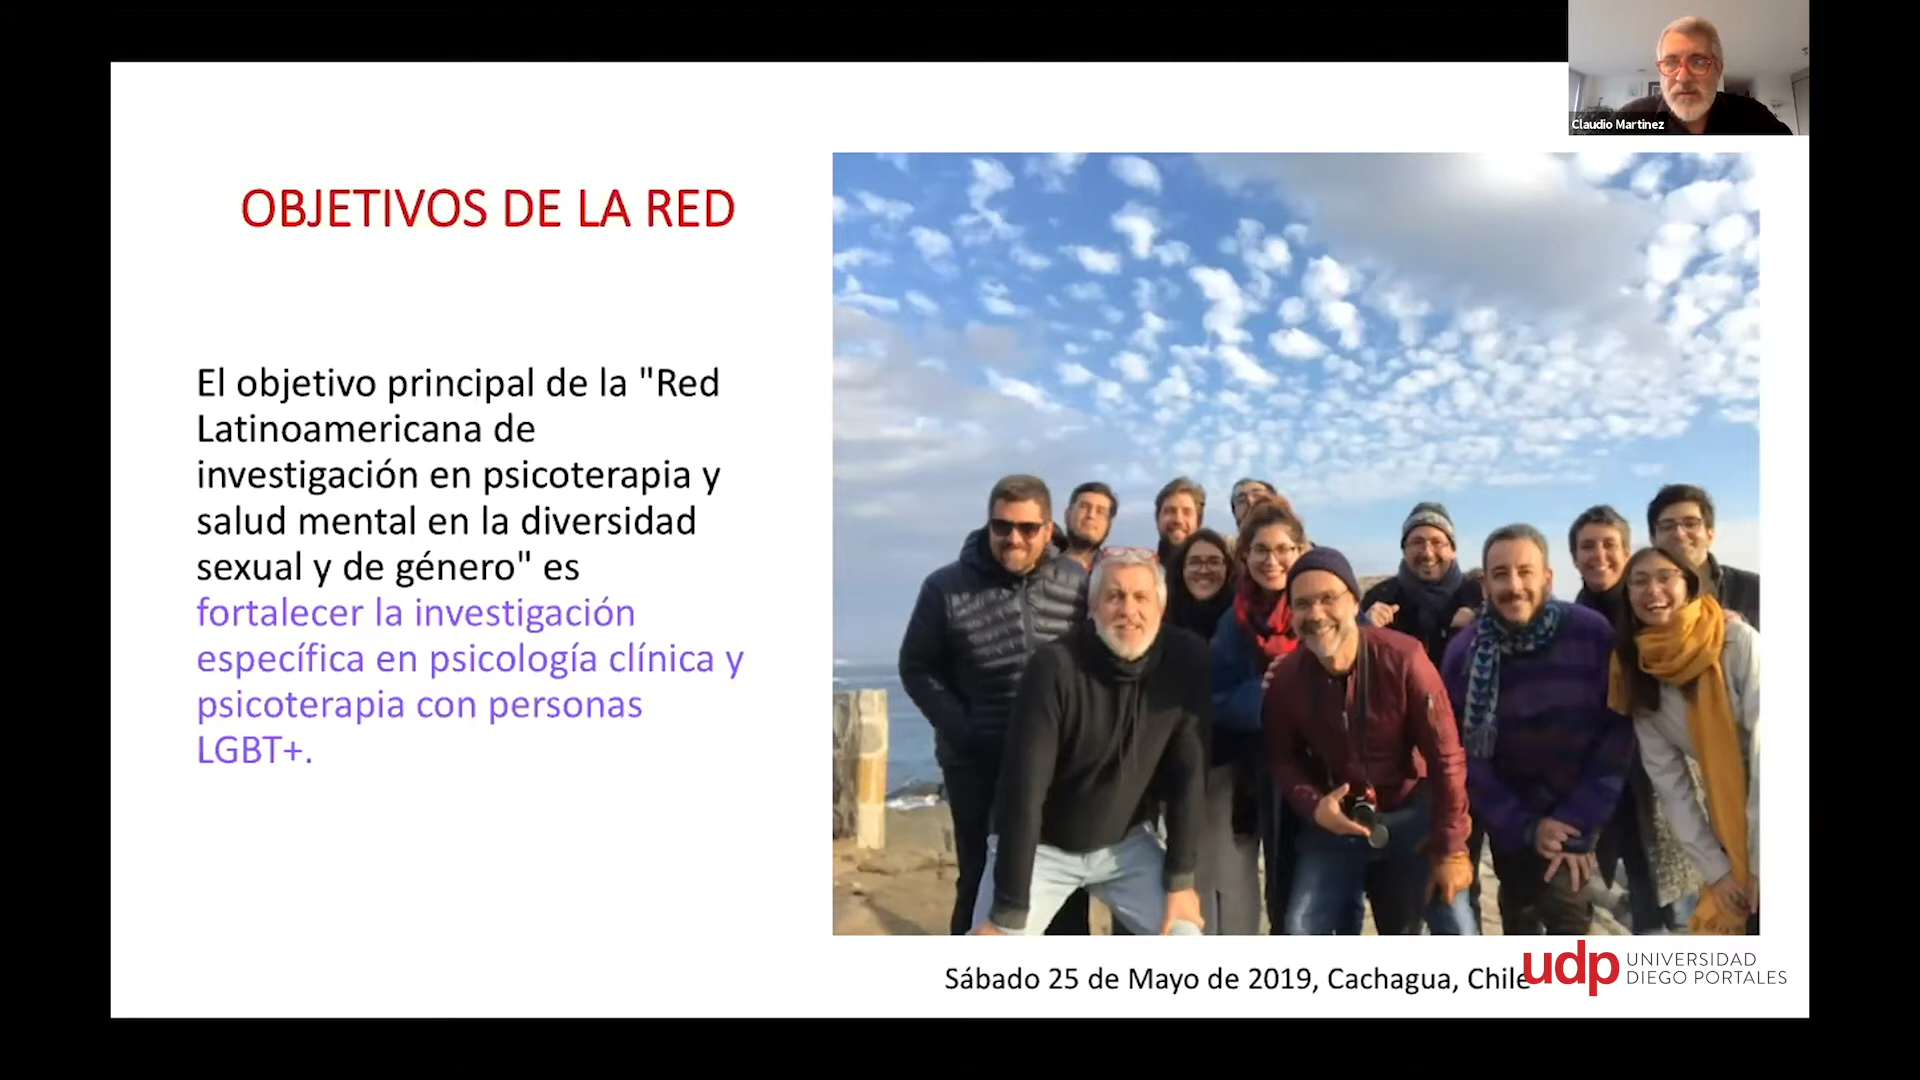 Claudio Martinez
OBJETIVOS DE LA RED
El objetivo principal de la "Red
Latinoamericana de
investigación en psicoterapia y
salud mental en la diversidad
sexual y de género" es
fortalecer la investigación
específica en psicología clínica y
psicoterapia con personas
LGBT+.
Sábado 25 de Mayo de 2019, Cachagua, Chile
udp UNIVERSIDAD
DIEGO PORTALES